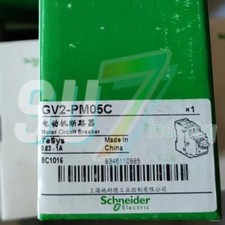 GV2-PM05C ×1
电动机断路器
Motor Circuit Breaker
TeSys Made in
0.63 - 1A China
SC1016
Schneider
Electric